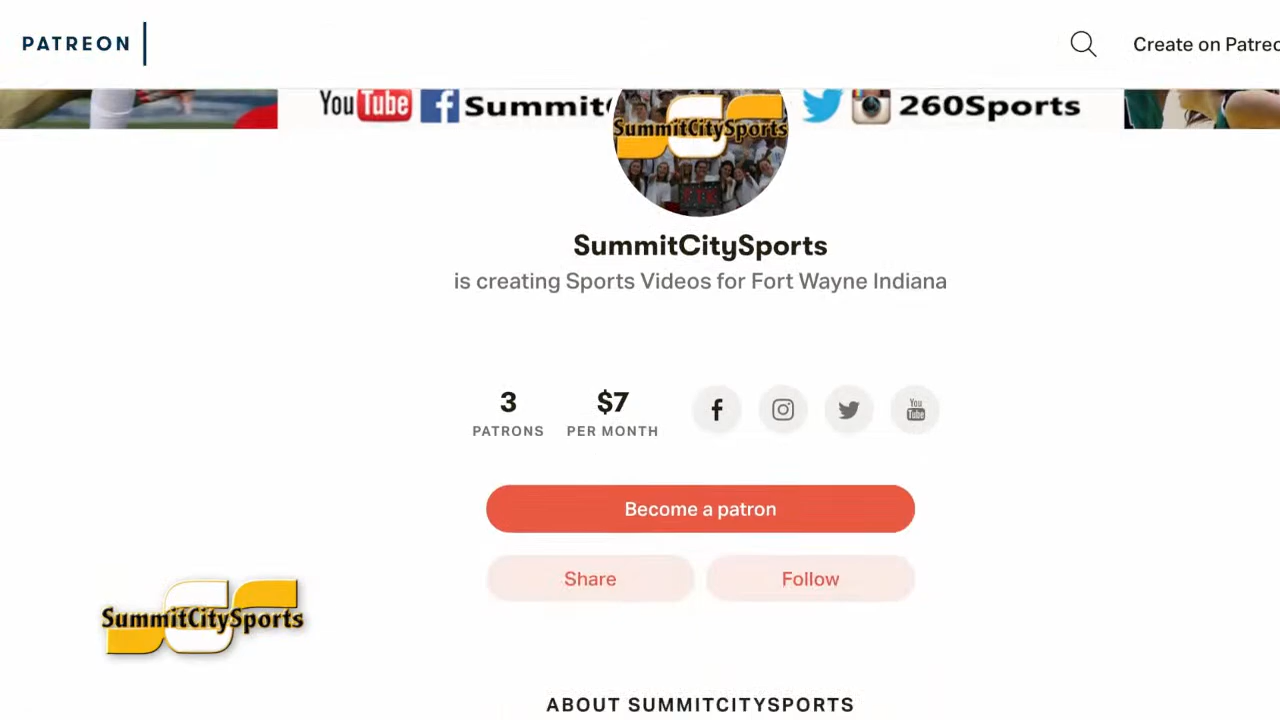 PATREON
Create on Patreo
YouTube Summit 260Sports
SummitCitySports
SummitCitySports
is creating Sports Videos for Fort Wayne Indiana
3 $7
PATRONS PER MONTH
You Tube
Become a patron
Share Follow
SummitCitySports
ABOUT SUMMITCITYSPORTS